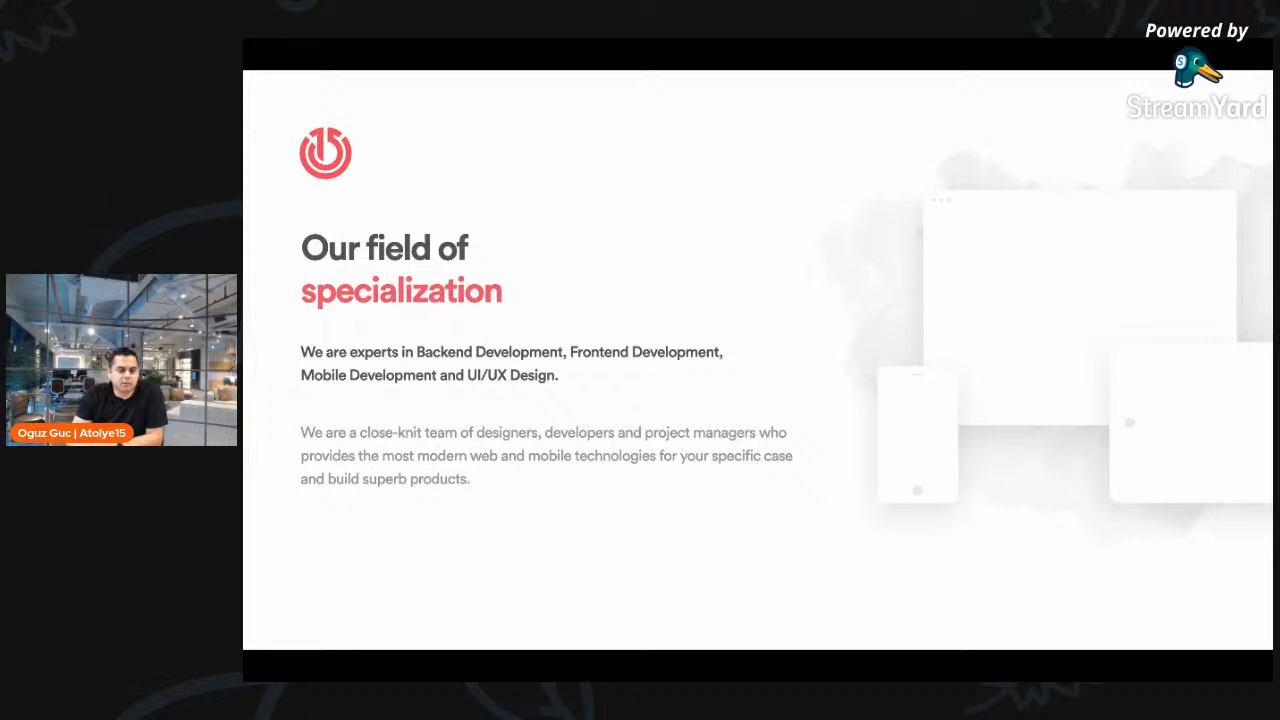 Powered by
StreamYard
15
Our field of
specialization
We are experts in Backend Development, Frontend Development,
Mobile Development and UI/UX Design.
We are a close-knit team of designers, developers and project managers who
provides the most modern web and mobile technologies for your specific case
and build superb products.
Oguz Guc | Atolye15